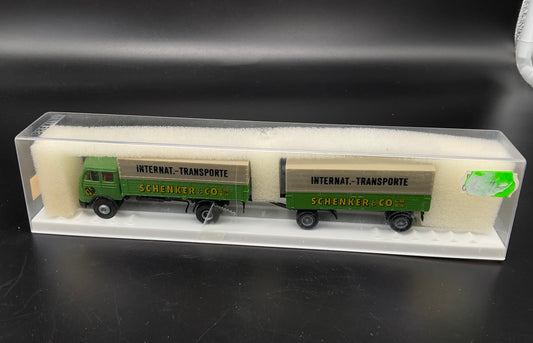 INTERNAT.-TRANSPORTE
SCHENKER & CO
INTERNAT.-TRANSPORTE
SCHENKER & CO